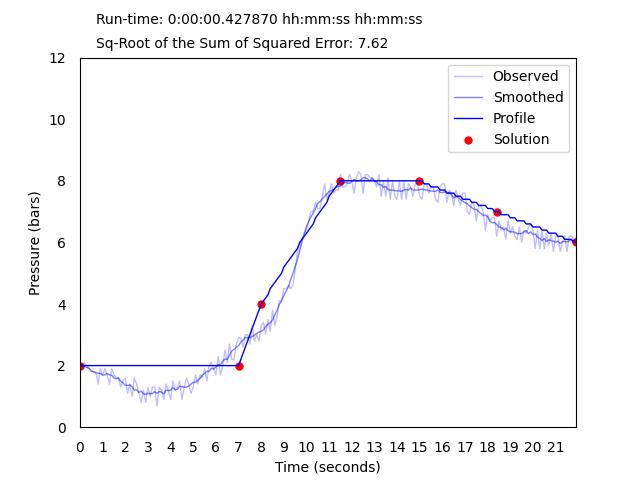 Run-time: 0:00:00.427870 hh:mm:ss hh:mm:ss
Sq-Root of the Sum of Squared Error: 7.62
12
10
8
6
4
2
0
Pressure (bars)
Observed
Smoothed
Profile
Solution
0 1 2 3 4 5 6 7 8 9 10 11 12 13 14 15 16 17 18 19 20 21
Time (seconds)